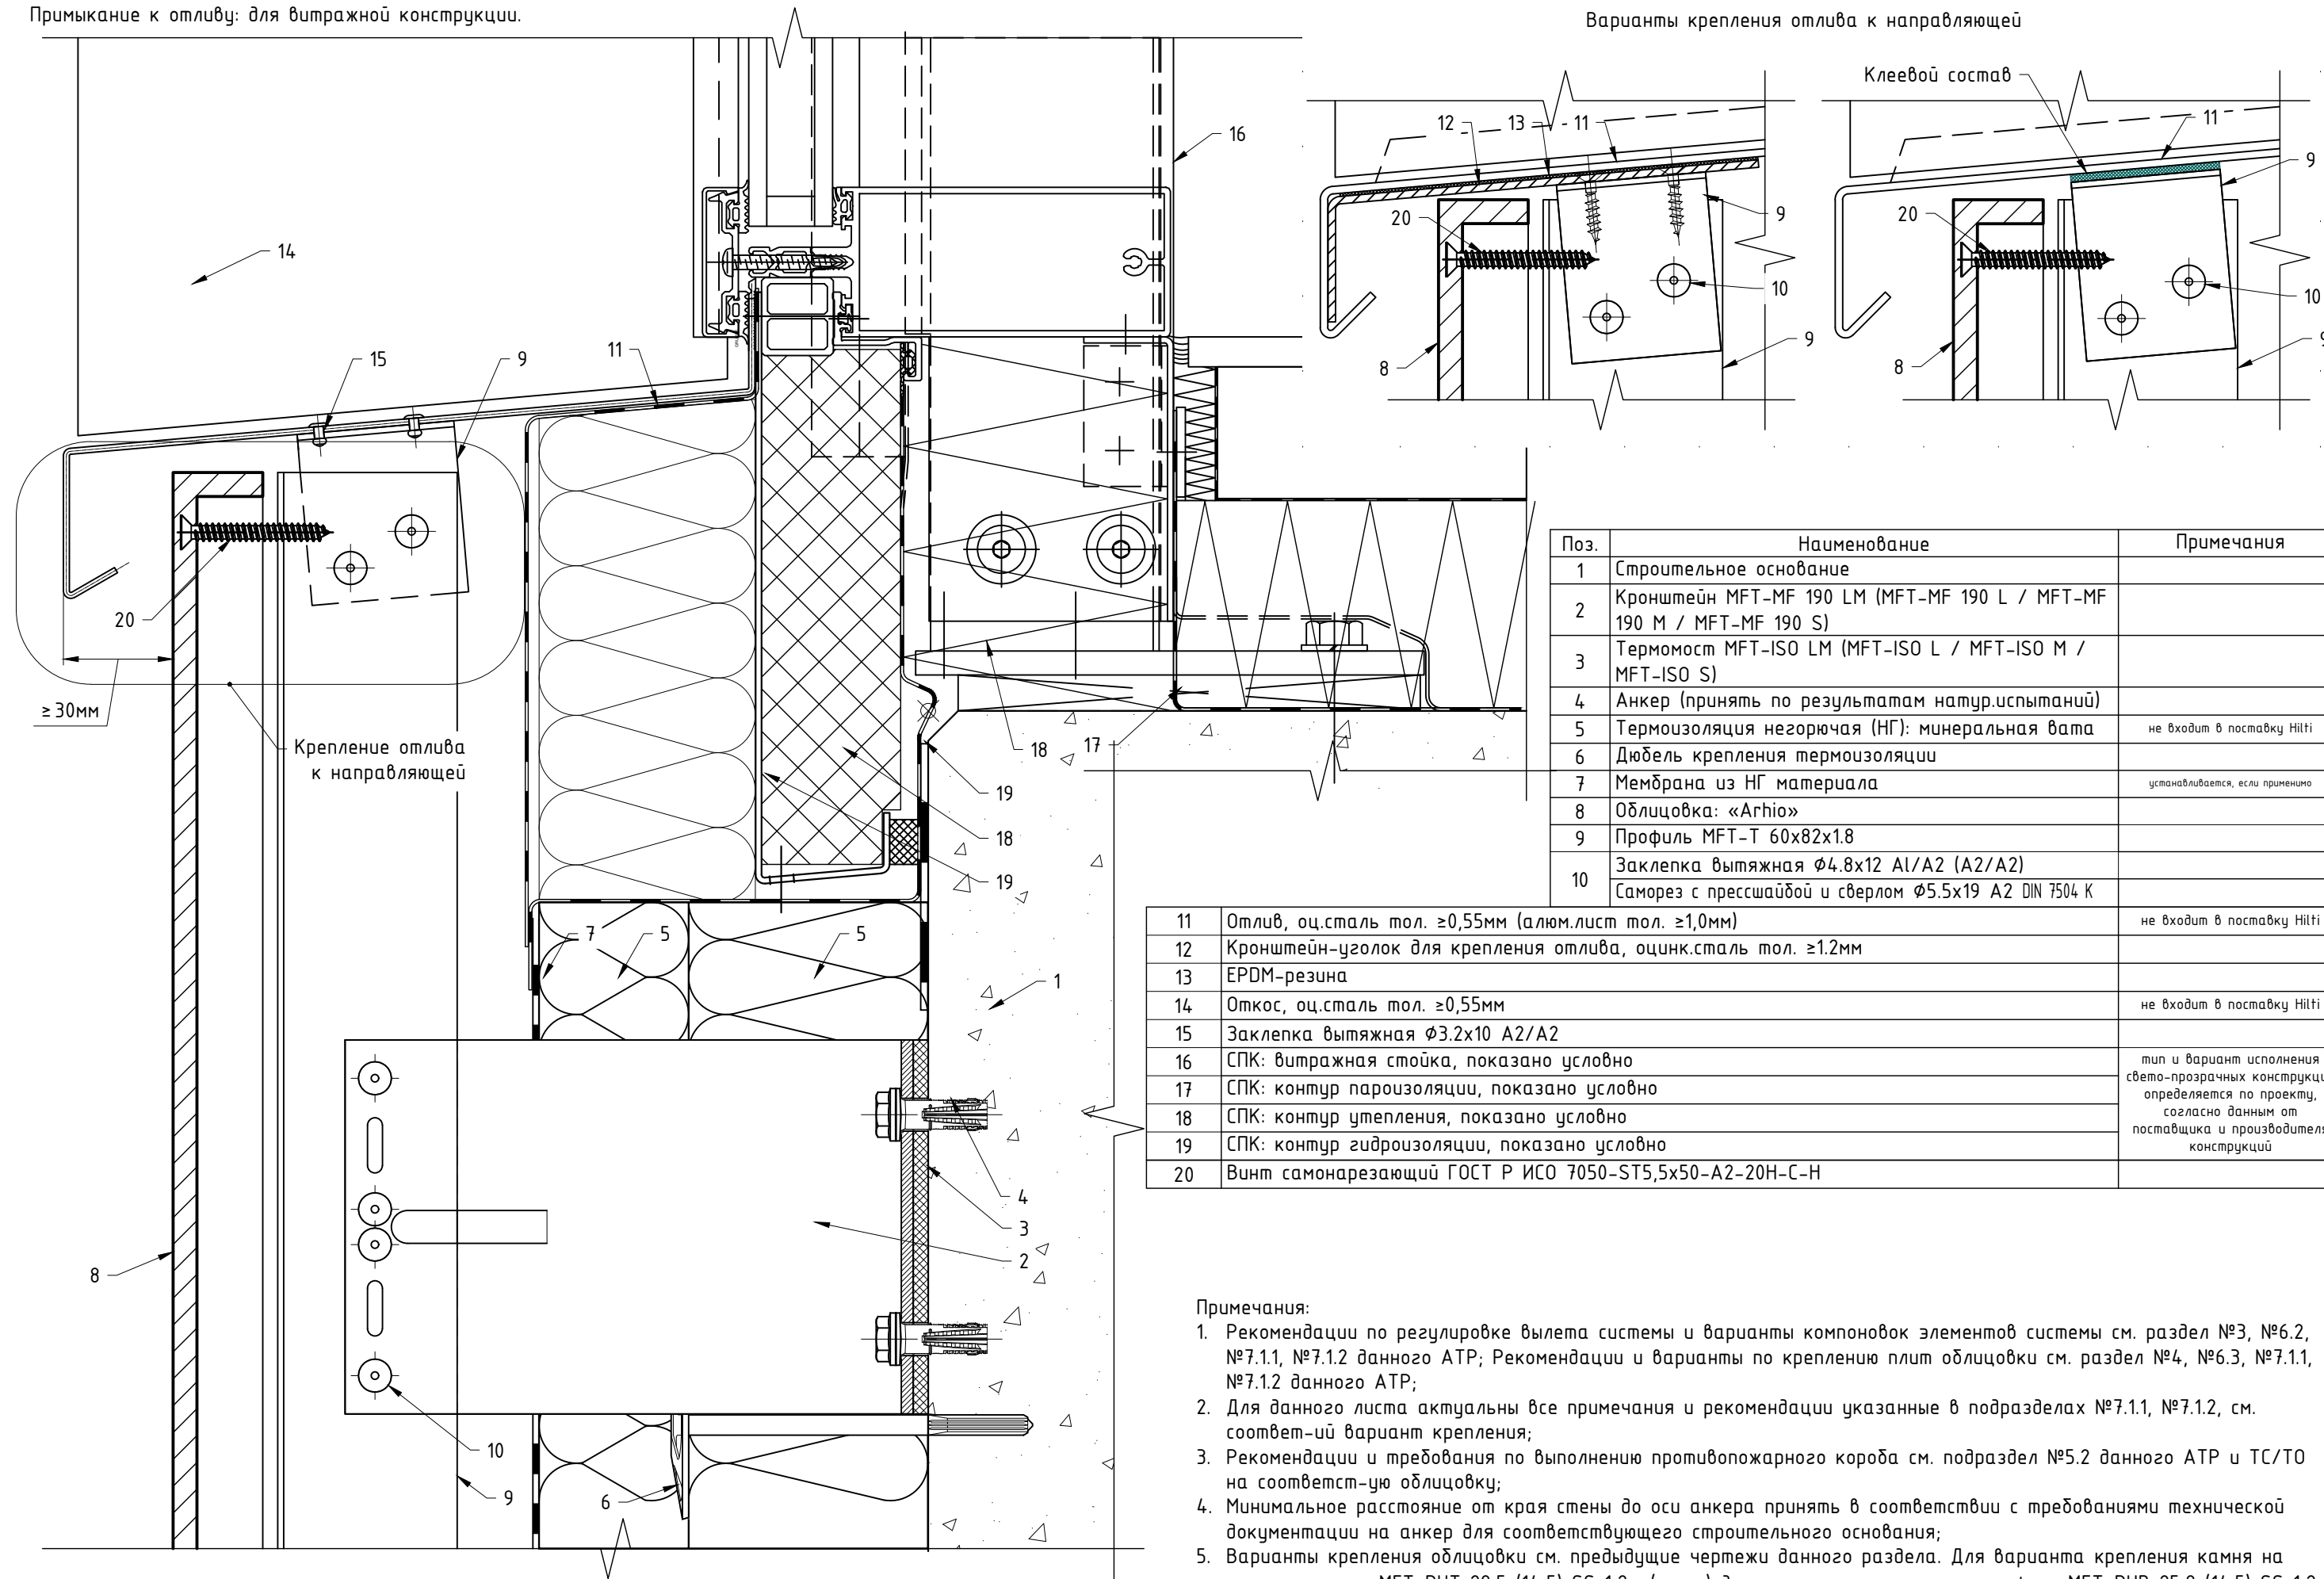 Примыкание к отливу: для витражной конструкции.
Варианты крепления отлива к направляющей
Клеевой состав
12
13
11
11
9
20
9
20
10
10
8
9
8
16
14
15
9
11
20
≥30мм
Крепление отлива
к направляющей
18
17
19
18
19
7
5
5
1
4
3
2
8
10
9
6
Поз.
Наименование
Примечания
1
Строительное основание
2
Кронштейн MFT-MF 190 LM (MFT-MF 190 L / MFT-MF
190 M / MFT-MF 190 S)
3
Термомост MFT-ISO LM (MFT-ISO L / MFT-ISO M /
MFT-ISO S)
4
Анкер (принять по результатам натур.испытаний)
5
Термоизоляция негорючая (НГ): минеральная вата
не входит в поставку Hilti
6
Дюбель крепления термоизоляции
7
Мембрана из НГ материала
устанавливается, если применимо
8
Облицовка: «Arhio»
9
Профиль MFT-T 60x82x1.8
10
Заклепка вытяжная Ø4.8x12 Al/A2 (A2/A2)
Саморез с прессшайбой и сверлом Ø5.5x19 A2 DIN 7504 K
11
Отлив, оц.сталь тол. ≥0,55мм (алюм.лист тол. ≥1,0мм)
не входит в поставку Hilti
12
Кронштейн-уголок для крепления отлива, оцинк.сталь тол. ≥1.2мм
13
EPDM-резина
14
Откос, оц.сталь тол. ≥0,55мм
не входит в поставку Hilti
15
Заклепка вытяжная Ø3.2x10 A2/A2
16
СПК: витражная стойка, показано условно
17
СПК: контур пароизоляции, показано условно
18
СПК: контур утепления, показано условно
19
СПК: контур гидроизоляции, показано условно
тип и вариант исполнения
свето-прозрачных
определяется по проекту,
согласно данным от
поставщика и
конструкций
20
Винт самонарезающий ГОСТ Р ИСО 7050-ST5,5x50-A2-20H-C-H
Примечания:
1. Рекомендации по регулировке вылета системы и варианты компоновок элементов системы см. раздел №3, №6.2,
№7.1.1, №7.1.2 данного АТР; Рекомендации и варианты по креплению плит облицовки см. раздел №4, №6.3, №7.1.1,
№7.1.2 данного АТР;
2. Для данного листа актуальны все примечания и рекомендации указанные в подразделах №7.1.1, №7.1.2, см.
соответ-ий вариант крепления;
3. Рекомендации и требования по выполнению противопожарного короба см. подраздел №5.2 данного АТР и ТС/ТО
на соответст-ую облицовку;
4. Минимальное расстояние от края стены до оси анкера принять в соответствии с требованиями технической
документации на анкер для соответствующего строительного основания;
5. Варианты крепления облицовки см. предыдущие чертежи данного раздела. Для варианта крепления камня на